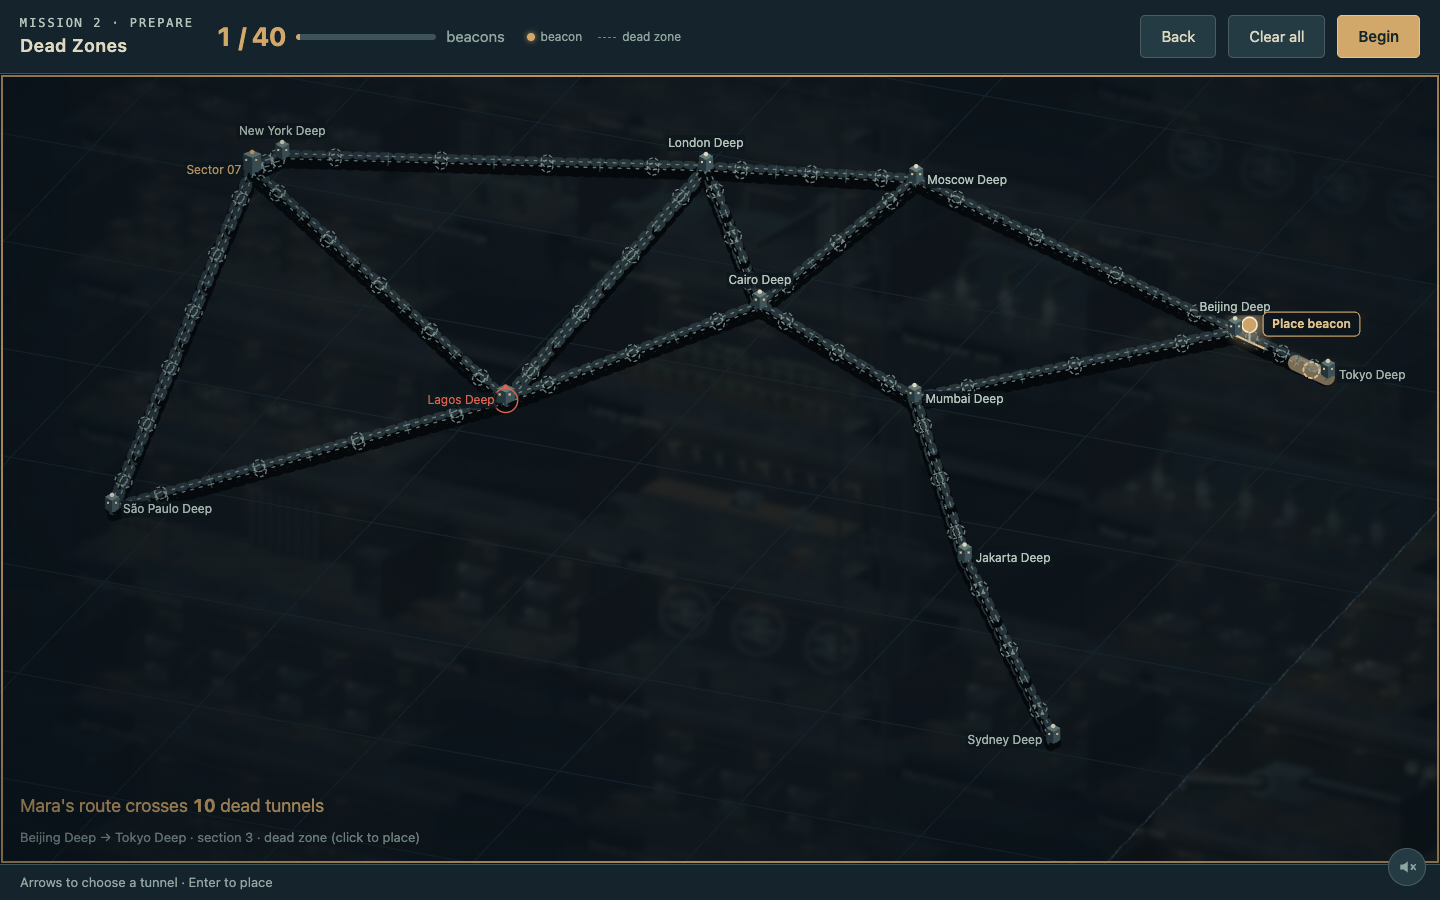 MISSION 2 · PREPARE
Dead Zones
1 / 40 beacons
beacon
dead zone
Back
Clear all
Begin
New York Deep
London Deep
Sector 07
Moscow Deep
Cairo Deep
Beijing Deep
Place beacon
Tokyo Deep
Lagos Deep
Mumbai Deep
São Paulo Deep
Jakarta Deep
Sydney Deep
Mara's route crosses 10 dead tunnels
Beijing Deep → Tokyo Deep · section 3 · dead zone (click to place)
Arrows to choose a tunnel · Enter to place